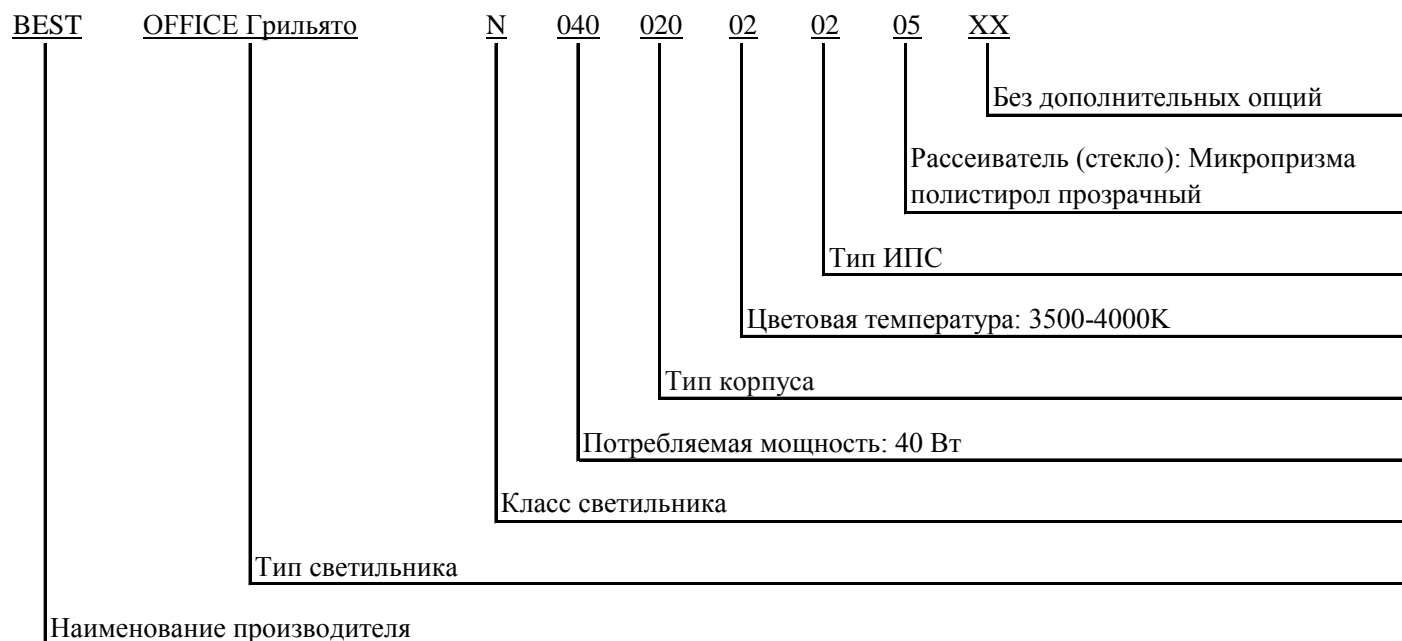 BEST OFFICE Грильято N 040 020 02 02 05 XX
Без дополнительных опций
Рассеиватель (стекло): Микропризма
полистирол прозрачный
Тип ИПС
Цветовая температура: 3500-4000К
Тип корпуса
Потребляемая мощность: 40 Вт
Класс светильника
Тип светильника
Наименование производителя